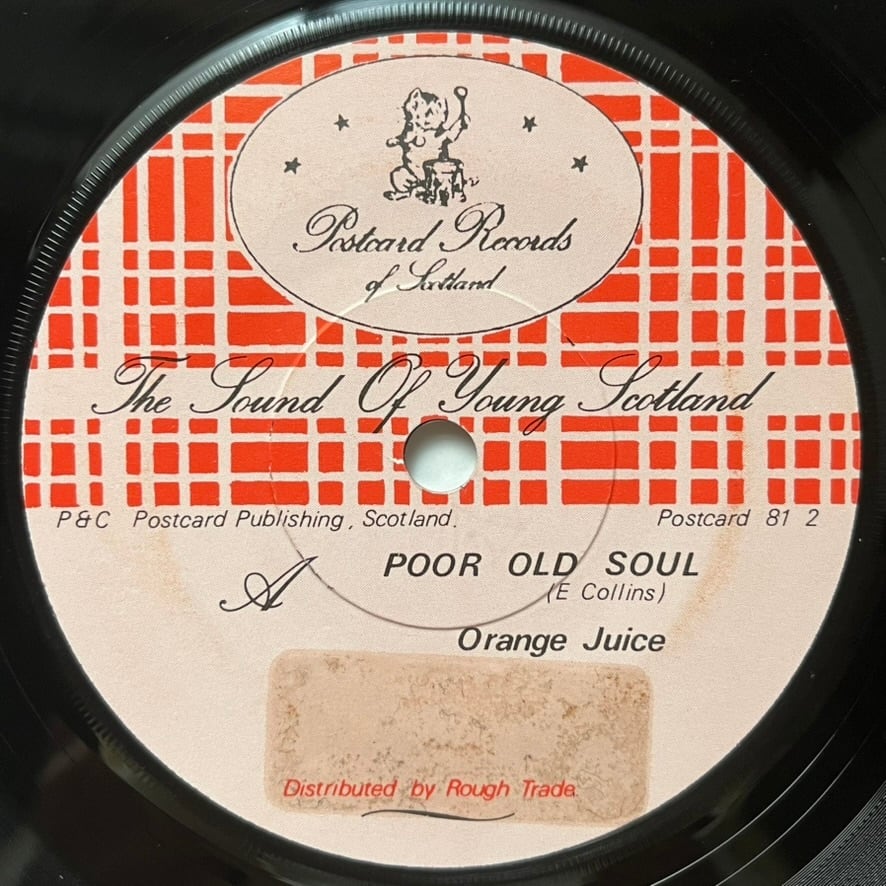 Postcard Records
of Scotland
The Sound Of Young Scotland
P & C Postcard Publishing, Scotland.
Postcard 81 2
A
POOR OLD SOUL
(E Collins)
Orange Juice
Distributed by Rough Trade.